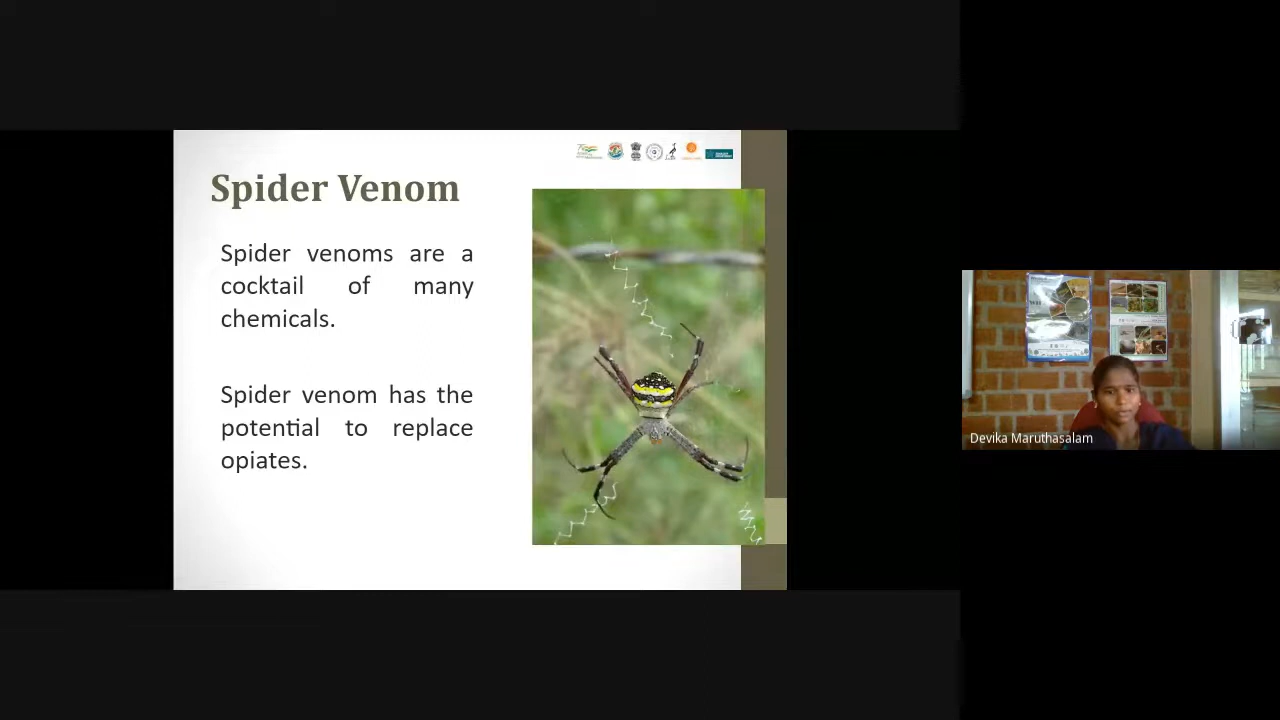 Spider Venom
Spider venoms are a
cocktail of many
chemicals.
Spider venom has the
potential to replace
opiates.
Devika Maruthasalam